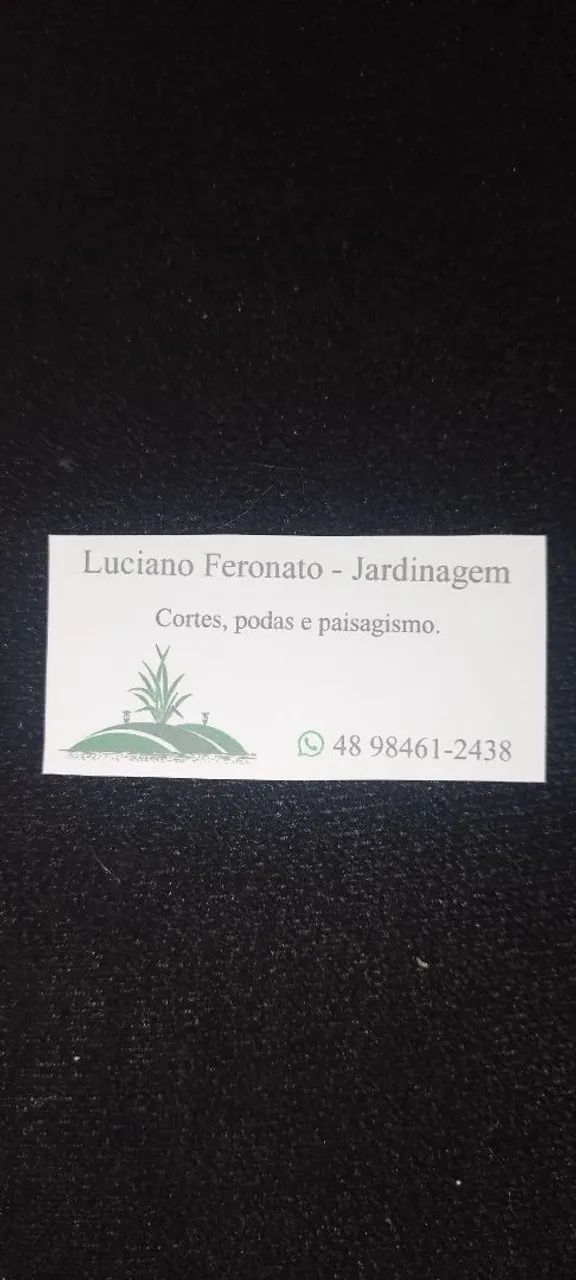 Luciano Feronato - Jardinagem
Cortes, podas e paisagismo.
48 98461-2438